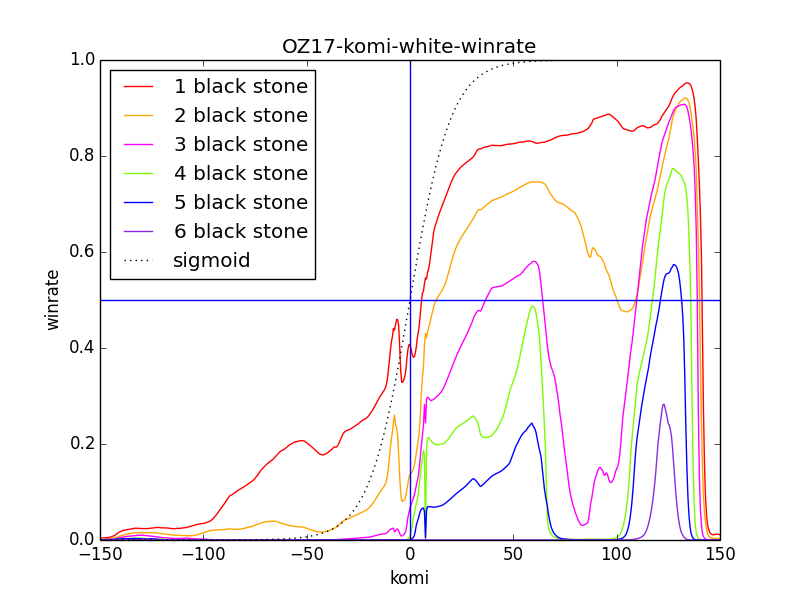 OZ17-komi-white-winrate
1.0
0.8
0.6
0.4
0.2
0.0
winrate
1 black stone
2 black stone
3 black stone
4 black stone
5 black stone
6 black stone
sigmoid
−150 −100 −50 0 50 100 150
komi